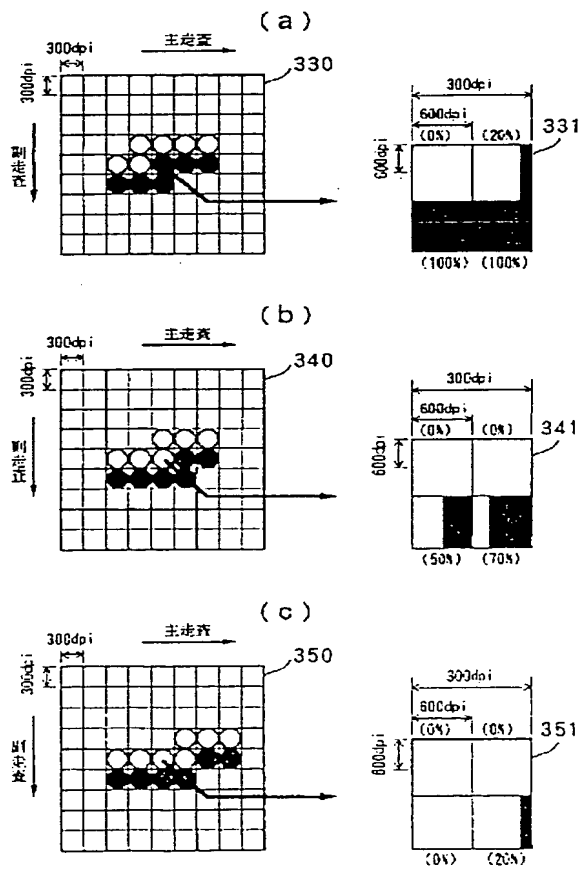 (a)
主走査
300dpi
330
300dpi
副走査
300dpi
600dpi
331
(0%) (20%)
600dpi
(100%) (100%)
(b)
主走査
300dpi
340
300dpi
副走査
300dpi
600dpi
(0%) (0%)
341
600dpi
(50%) (70%)
(c)
主走査
300dpi
350
300dpi
副走査
300dpi
600dpi
(0%) (0%)
351
600dpi
(0%) (20%)